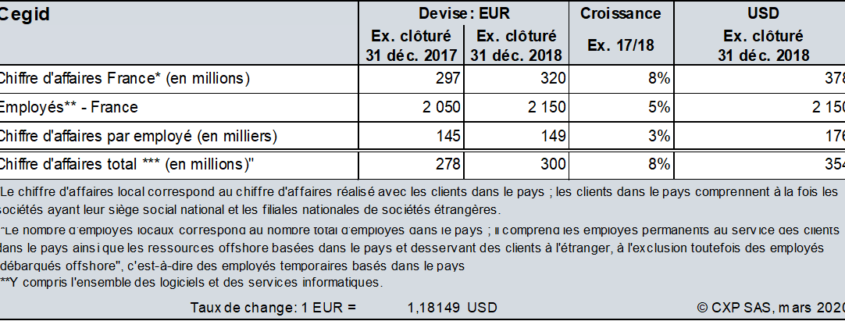 Cegid Devise : EUR Croissance USD
Ex. clôturé 31 déc. 2017 Ex. clôturé 31 déc. 2018 Ex. 17/18 Ex. clôturé 31 déc. 2018
Chiffre d'affaires France* (en millions) 297 320 8% 378
Employés** - France 2 050 2 150 5% 2 150
Chiffre d'affaires par employé (en milliers) 145 149 3% 176
Chiffre d'affaires total *** (en millions)" 278 300 8% 354
*Le chiffre d'affaires local correspond au chiffre d'affaires réalisé avec les clients dans le pays ; les clients dans le pays comprennent à la fois les
sociétés ayant leur siège social national et les filiales nationales de sociétés étrangères.
"Le nombre d'employés locaux correspond au nombre total d'employés dans le pays ; il comprend les employés permanents au service des clients
dans le pays ainsi que les ressources offshore basées dans le pays et desservant des clients à l'étranger, à l'exclusion toutefois des employés
"débarqués offshore", c'est-à-dire des employés temporaires basés dans le pays
**Y compris l'ensemble des logiciels et des services informatiques.
Taux de change: 1 EUR = 1,18149 USD © CXP SAS, mars 2020